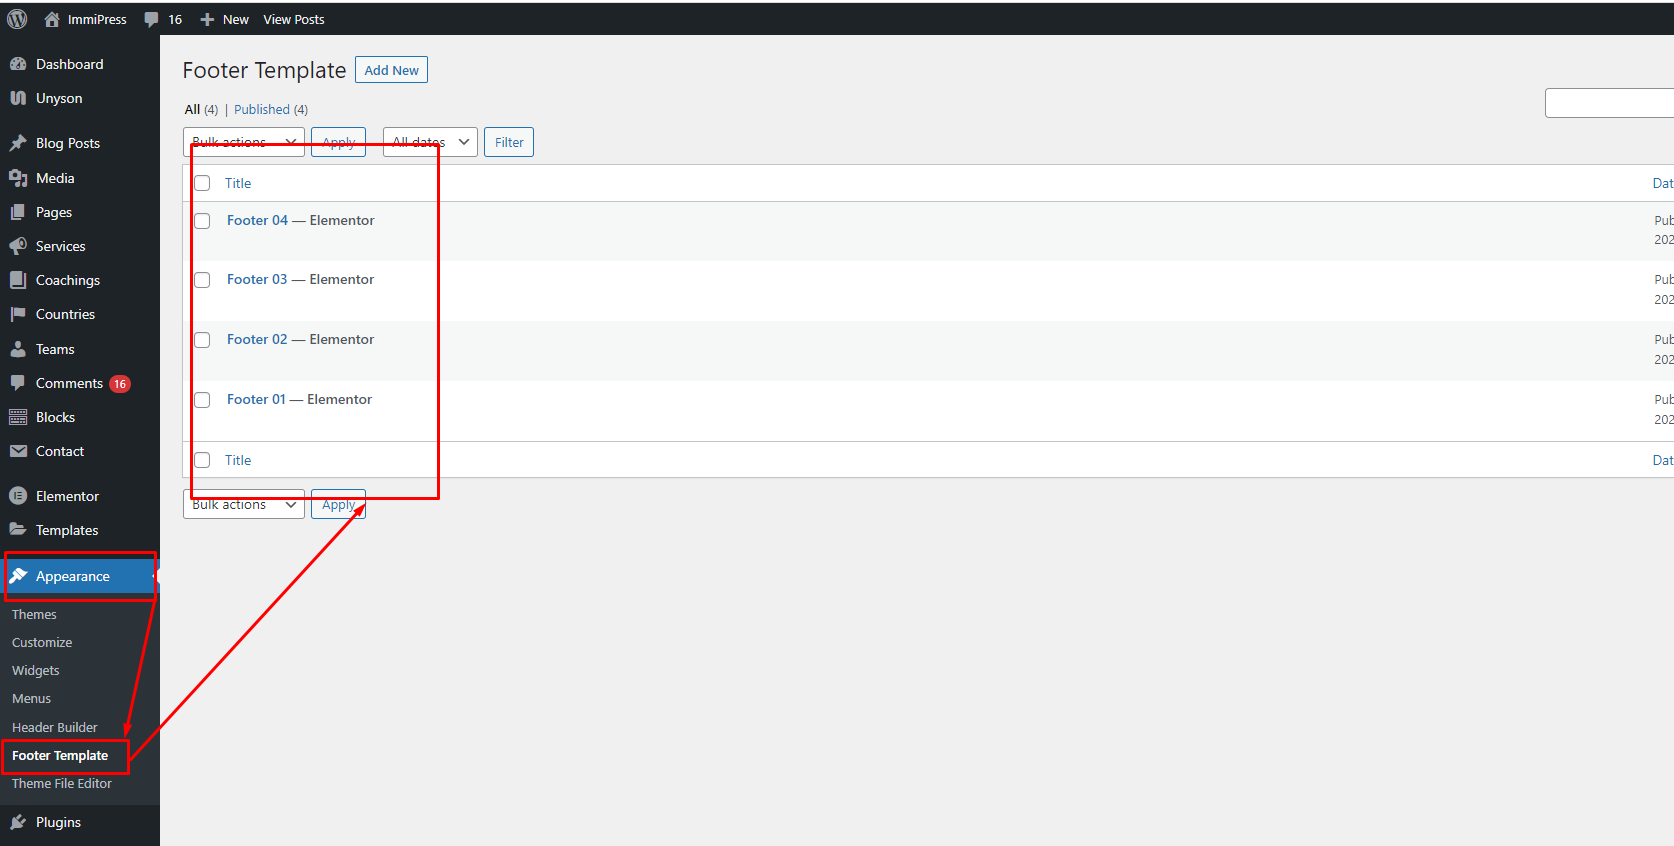 ImmiPress 16 New View Posts
Dashboard
Unyson
Blog Posts
Media
Pages
Services
Coachings
Countries
Teams
Comments 16
Blocks
Contact
Elementor
Templates
Appearance
Themes
Customize
Widgets
Menus
Header Builder
Footer Template
Theme File Editor
Plugins
Footer Template Add New
All (4) | Published (4)
Bulk actions Apply All dates Filter
Title Dat
Footer 04 — Elementor Pub
202
Footer 03 — Elementor Pub
202
Footer 02 — Elementor Pub
202
Footer 01 — Elementor Pub
202
Title Dat
Bulk actions Apply